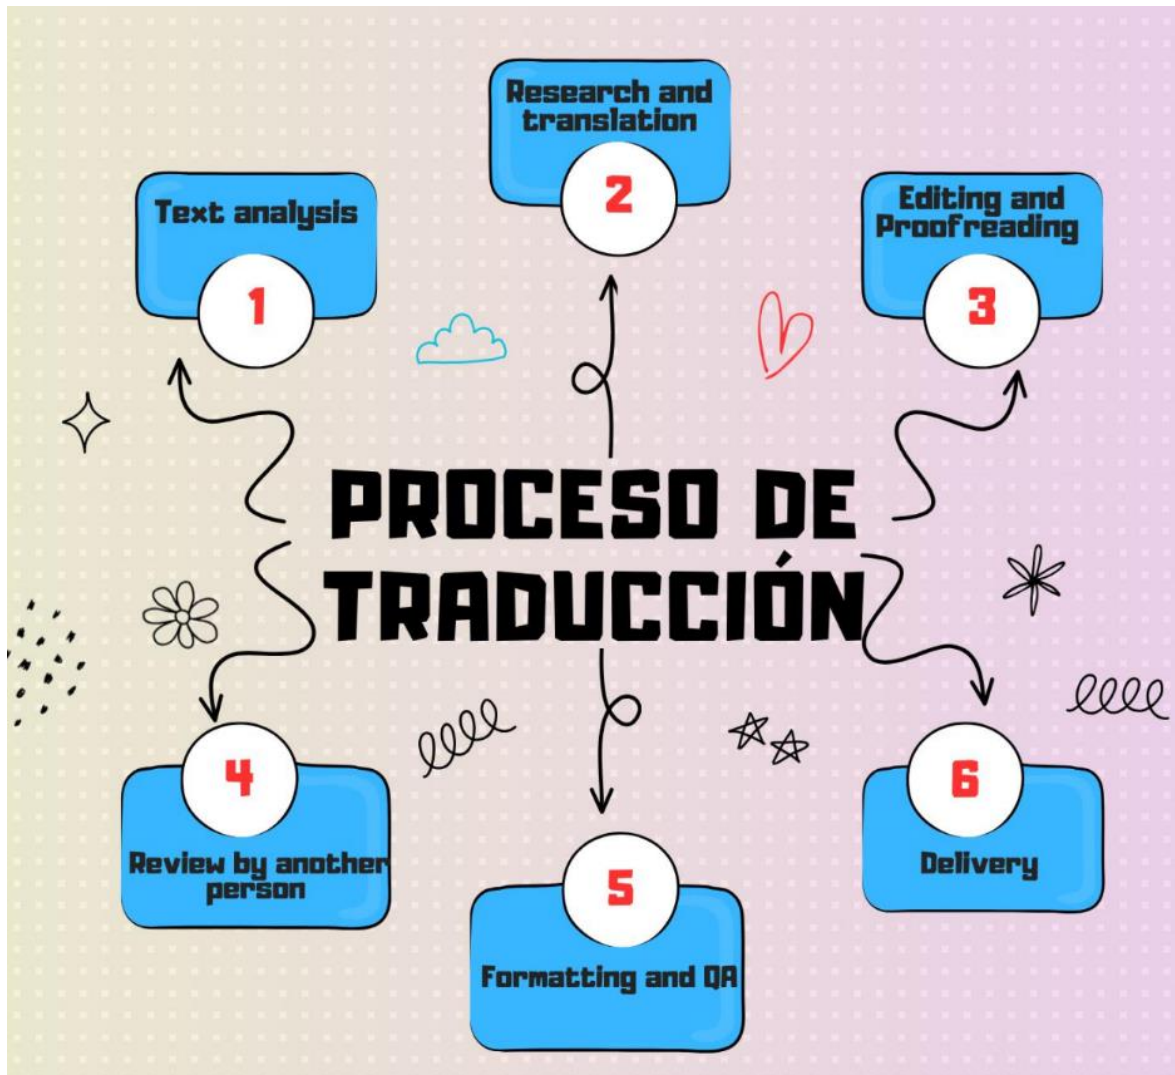 Text analysis
1
Research and
translation
2
Editing and
Proofreading
3
PROCESO DE
TRADUCCIÓN
4
Review by another
person
5
Formatting and QA
6
Delivery